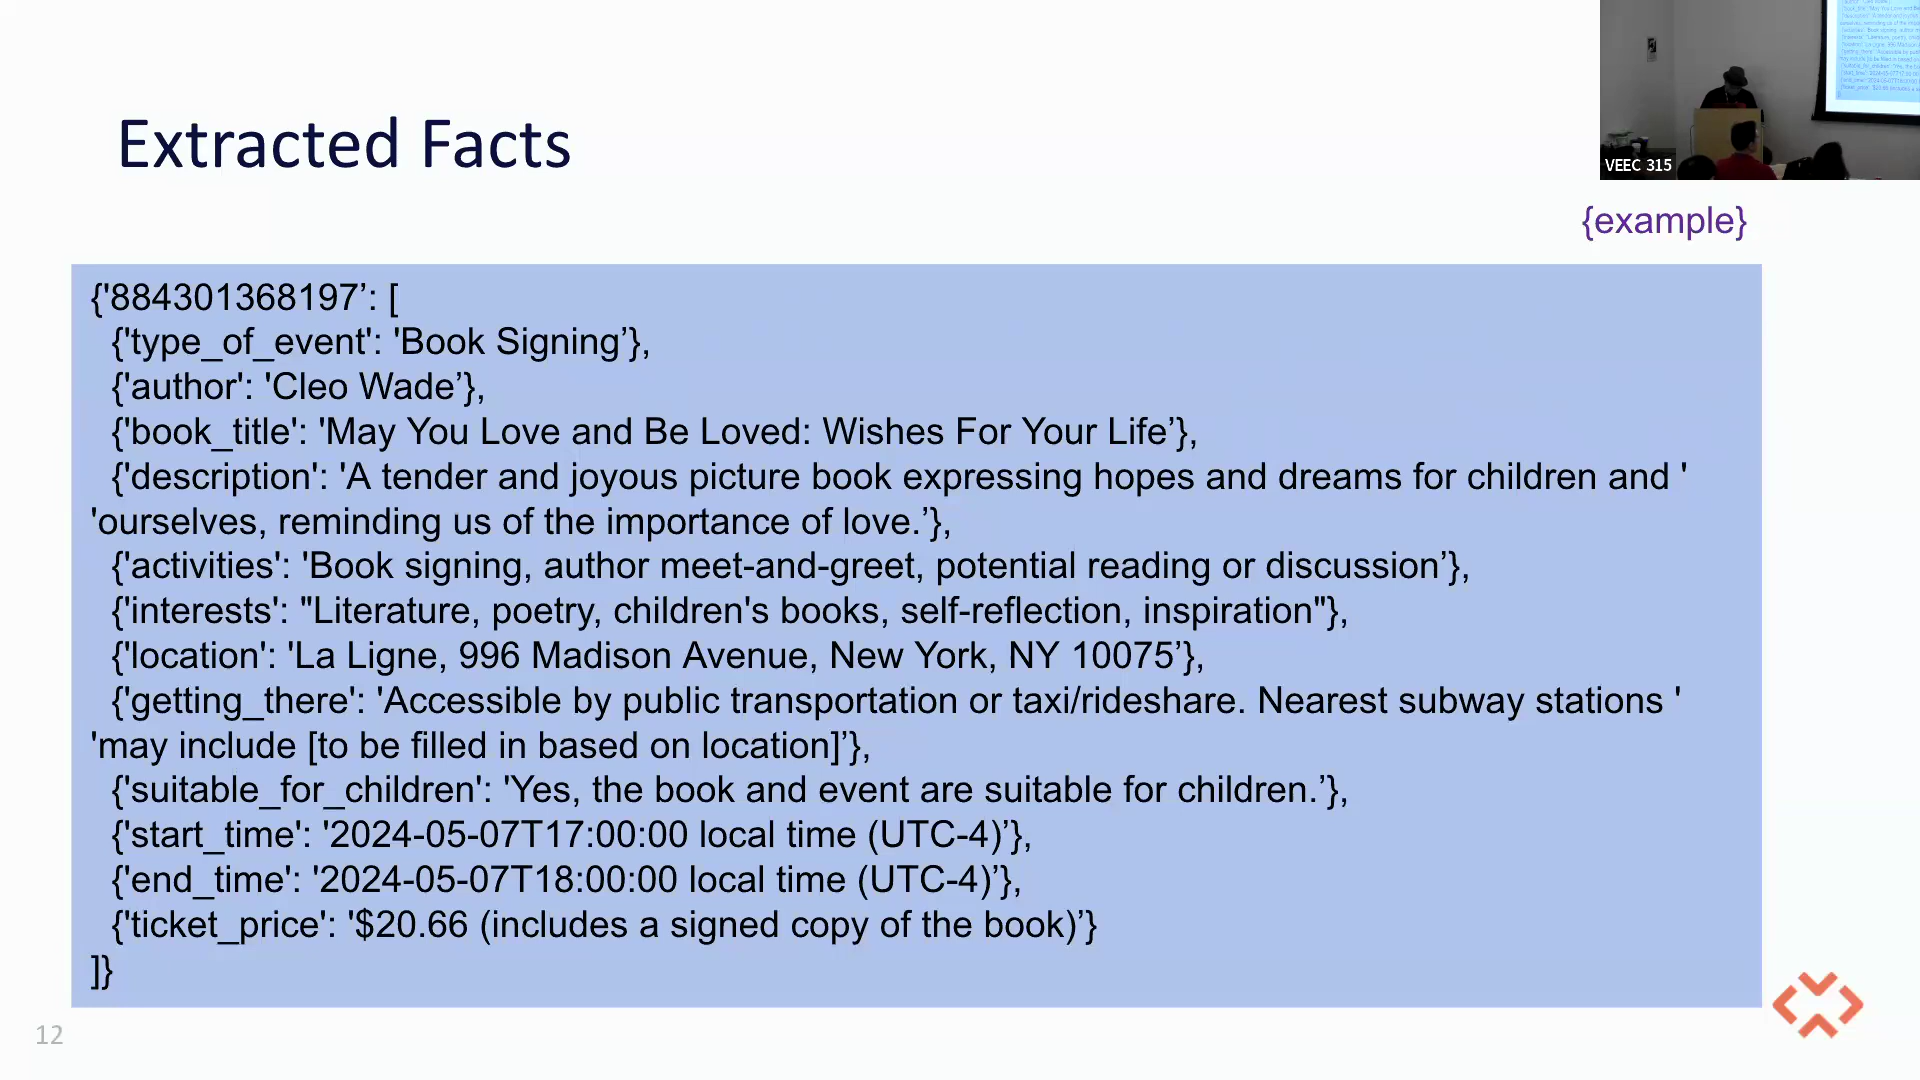 Extracted Facts
VEEC 315
{example}
{'884301368197’: [
{'type_of_event': 'Book Signing’},
{'author': 'Cleo Wade’},
{'book_title': 'May You Love and Be Loved: Wishes For Your Life’},
{'description': 'A tender and joyous picture book expressing hopes and dreams for children and '
'ourselves, reminding us of the importance of love.’},
{'activities': 'Book signing, author meet-and-greet, potential reading or discussion’},
{'interests': "Literature, poetry, children's books, self-reflection, inspiration"},
{'location': 'La Ligne, 996 Madison Avenue, New York, NY 10075’},
{'getting_there': 'Accessible by public transportation or taxi/rideshare. Nearest subway stations '
'may include [to be filled in based on location]’},
{'suitable_for_children': 'Yes, the book and event are suitable for children.’},
{'start_time': '2024-05-07T17:00:00 local time (UTC-4)’},
{'end_time': '2024-05-07T18:00:00 local time (UTC-4)’},
{'ticket_price': '$20.66 (includes a signed copy of the book)’}
]}
12